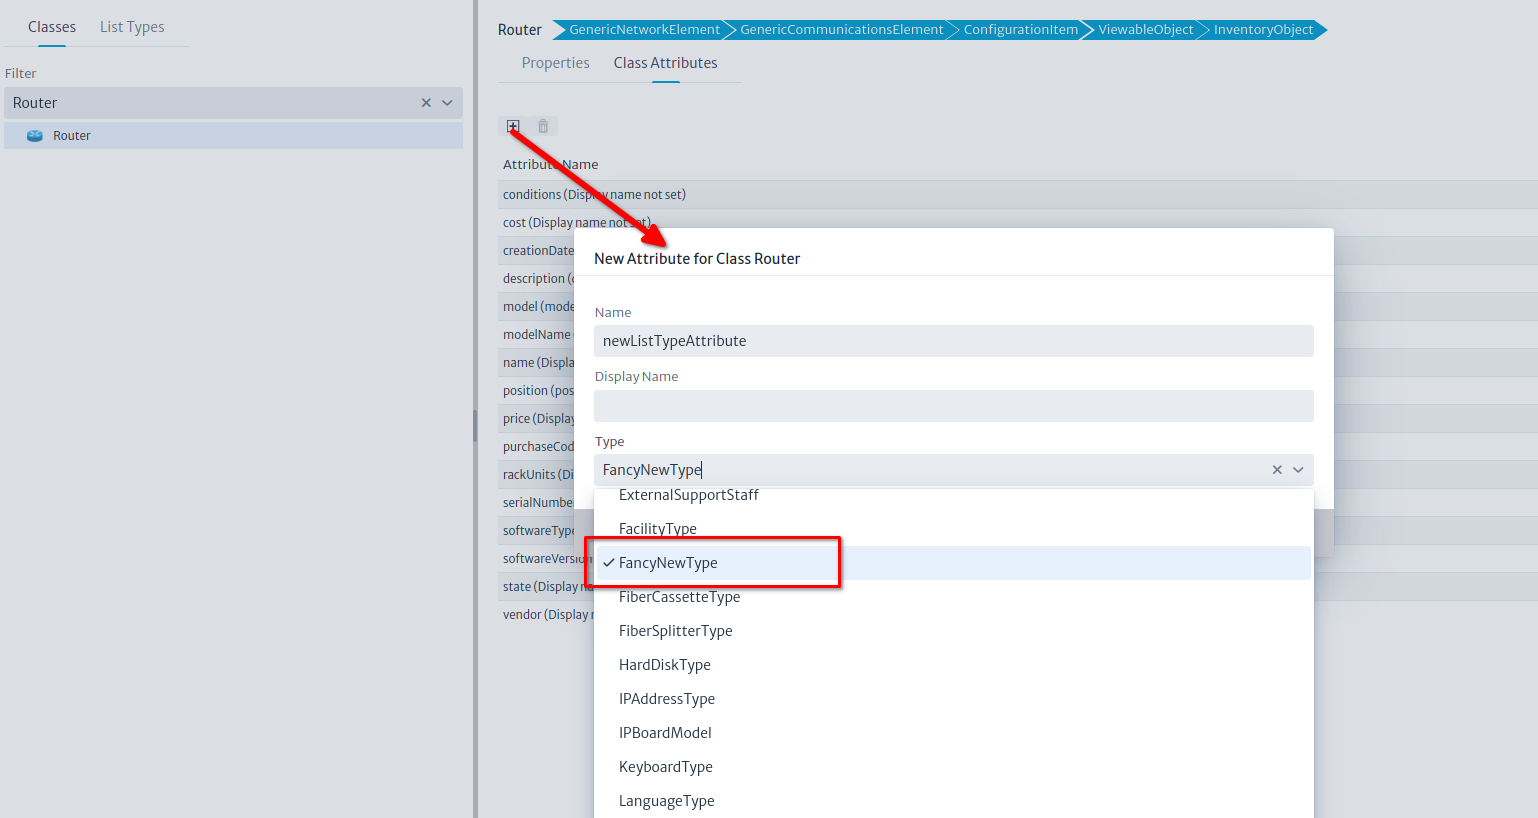 Classes List Types
Filter
Router
Router
Router GenericNetworkElement GenericCommunicationsElement ConfigurationItem ViewableObject InventoryObject
Properties Class Attributes
Attribute Name
conditions (Display name not set)
cost (Display name not set)
creationDate
description (
model (mode
modelName
name (Displa
position (pos
price (Display
purchaseCod
rackUnits (Di
serialNumbe
softwareType
softwareVersion
state (Display na
vendor (Display
New Attribute for Class Router
Name
newListTypeAttribute
Display Name
Type
FancyNewType
ExternalSupportStaff
FacilityType
FancyNewType
FiberCassetteType
FiberSplitterType
HardDiskType
IPAddressType
IPBoardModel
KeyboardType
LanguageType